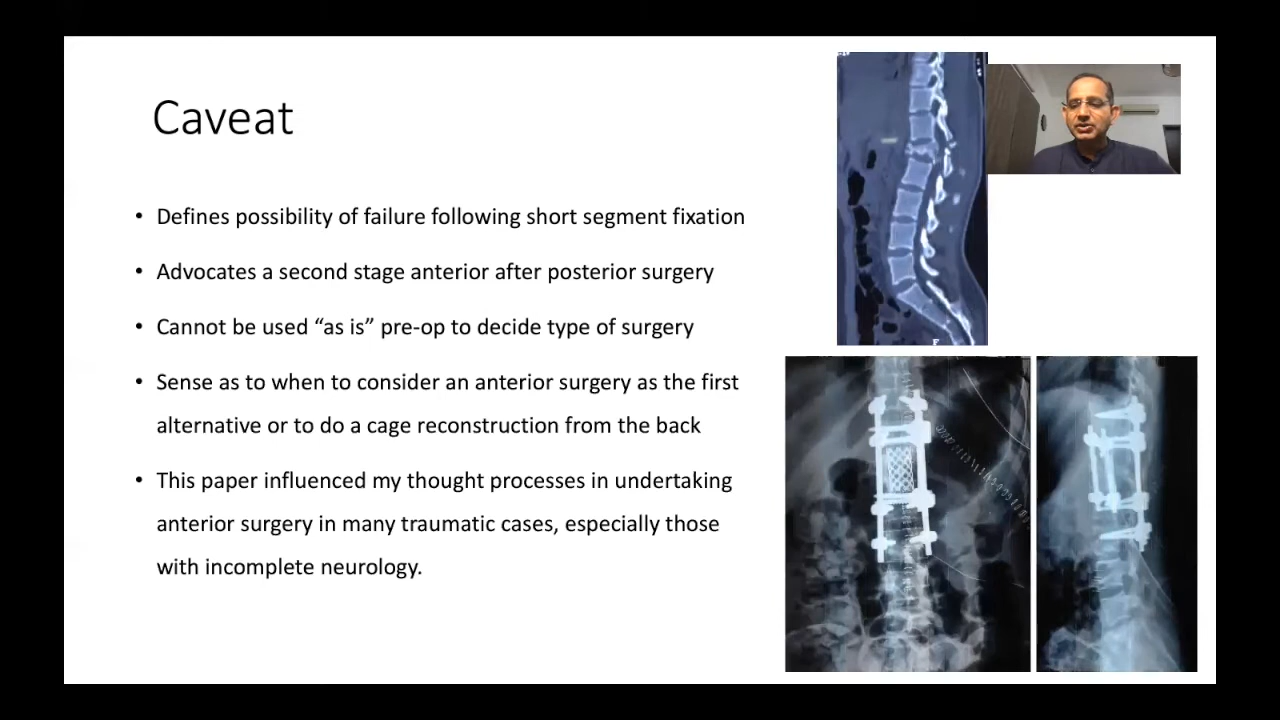 Caveat
• Defines possibility of failure following short segment fixation
• Advocates a second stage anterior after posterior surgery
• Cannot be used “as is” pre-op to decide type of surgery
• Sense as to when to consider an anterior surgery as the first
alternative or to do a cage reconstruction from the back
• This paper influenced my thought processes in undertaking
anterior surgery in many traumatic cases, especially those
with incomplete neurology.